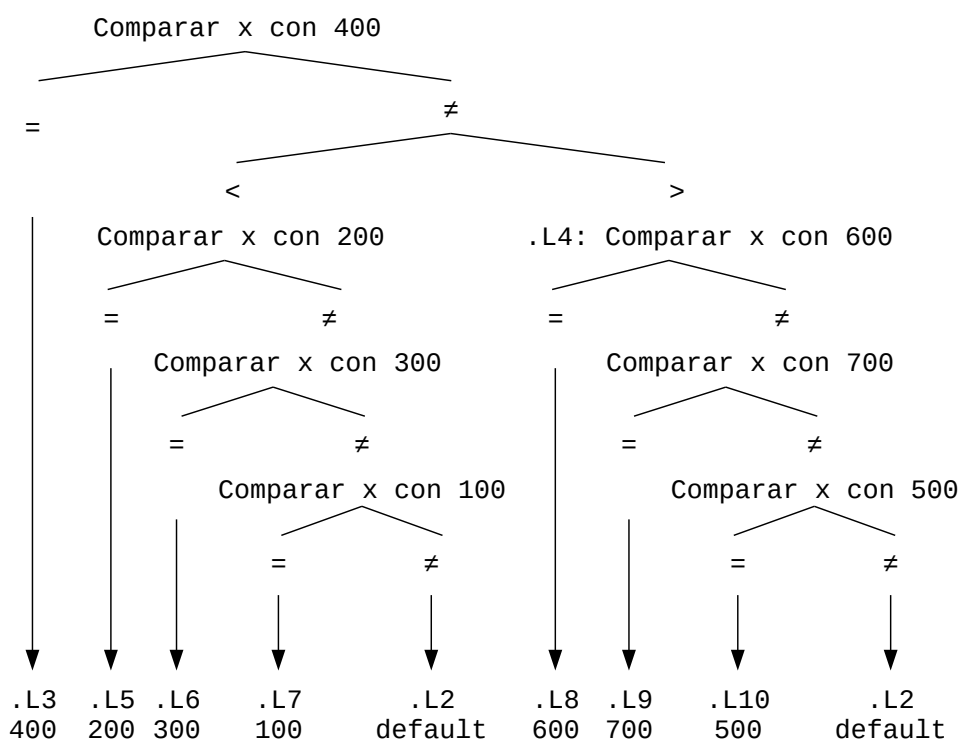 Comparar x con 400
= ≠
< >
Comparar x con 200 .L4: Comparar x con 600
= ≠ = ≠
Comparar x con 300 Comparar x con 700
= ≠ = ≠
Comparar x con 100 Comparar x con 500
= ≠ = ≠
.L3 .L5 .L6 .L7 .L2 .L8 .L9 .L10 .L2
400 200 300 100 default 600 700 500 default